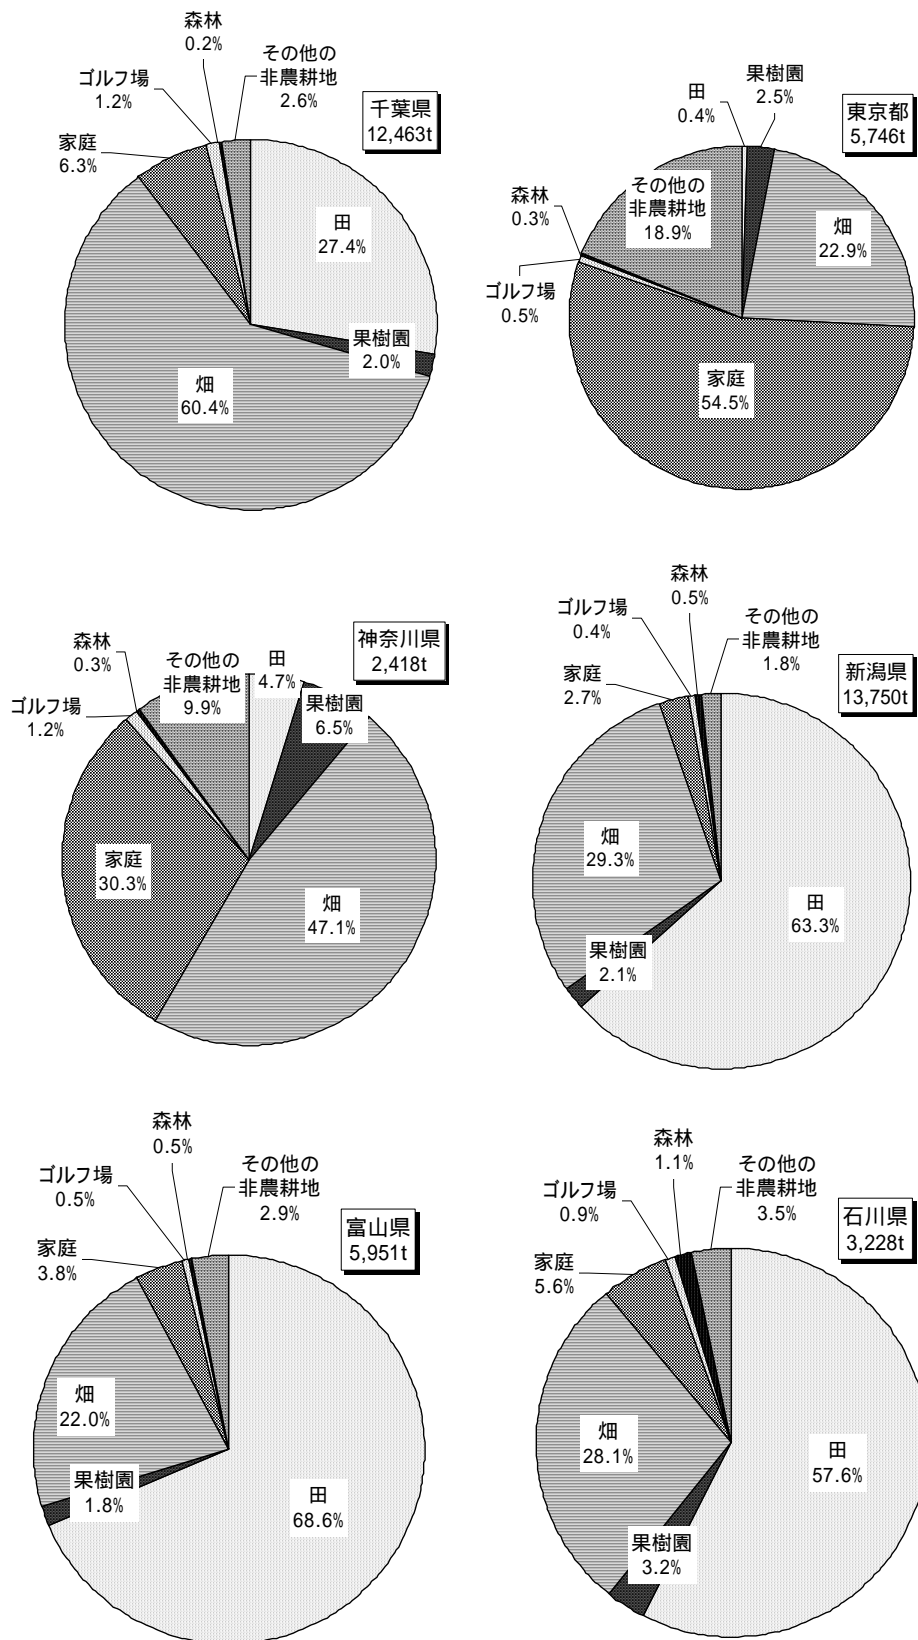 森林
0.2%
その他の
非農耕地
2.6%
ゴルフ場
1.2%
家庭
6.3%
千葉県
12,463t
田
27.4%
果樹園
2.0%
畑
60.4%
田
0.4%
果樹園
2.5%
東京都
5,746t
その他の
非農耕地
18.9%
森林
0.3%
ゴルフ場
0.5%
畑
22.9%
家庭
54.5%
森林
0.3%
ゴルフ場
1.2%
その他の
非農耕地
9.9%
田
4.7%
神奈川県
2,418t
果樹園
6.5%
家庭
30.3%
畑
47.1%
森林
0.5%
ゴルフ場
0.4%
その他の
非農耕地
1.8%
家庭
2.7%
新潟県
13,750t
畑
29.3%
田
63.3%
果樹園
2.1%
森林
0.5%
ゴルフ場
0.5%
その他の
非農耕地
2.9%
家庭
3.8%
富山県
5,951t
畑
22.0%
果樹園
1.8%
田
68.6%
森林
1.1%
ゴルフ場
0.9%
その他の
非農耕地
3.5%
家庭
5.6%
石川県
3,228t
畑
28.1%
田
57.6%
果樹園
3.2%